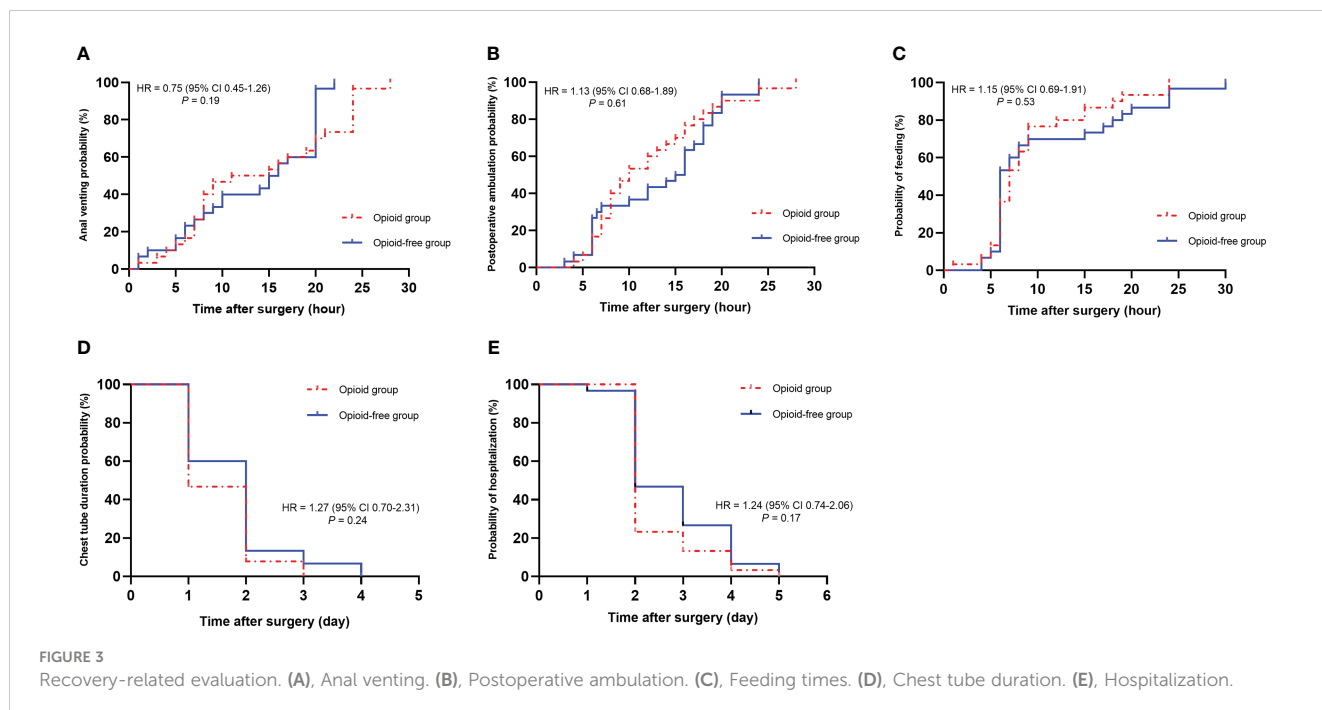 A
HR = 0.75 (95% CI 0.45-1.26)
P = 0.19
Anal venting probability (%)
100
80
60
40
20
0
Opioid group
Opioid-free group
0 5 10 15 20 25 30
Time after surgery (hour)
B
HR = 1.13 (95% CI 0.68-1.89)
P = 0.61
Postoperative ambulation probability (%)
100
80
60
40
20
0
Opioid group
Opioid-free group
0 5 10 15 20 25 30
Time after surgery (hour)
C
HR = 1.15 (95% CI 0.69-1.91)
P = 0.53
Probability of feeding (%)
100
80
60
40
20
0
Opioid group
Opioid-free group
0 5 10 15 20 25 30
Time after surgery (hour)
D
Chest tube duration probability (%)
100
80
60
40
20
0
Opioid group
Opioid-free group
HR = 1.27 (95% CI 0.70-2.31)
P = 0.24
0 1 2 3 4 5
Time after surgery (day)
E
Probability of hospitalization (%)
100
80
60
40
20
0
Opioid group
Opioid-free group
HR = 1.24 (95% CI 0.74-2.06)
P = 0.17
0 1 2 3 4 5 6
Time after surgery (day)
FIGURE 3
Recovery-related evaluation. (A), Anal venting. (B), Postoperative ambulation. (C), Feeding times. (D), Chest tube duration. (E), Hospitalization.